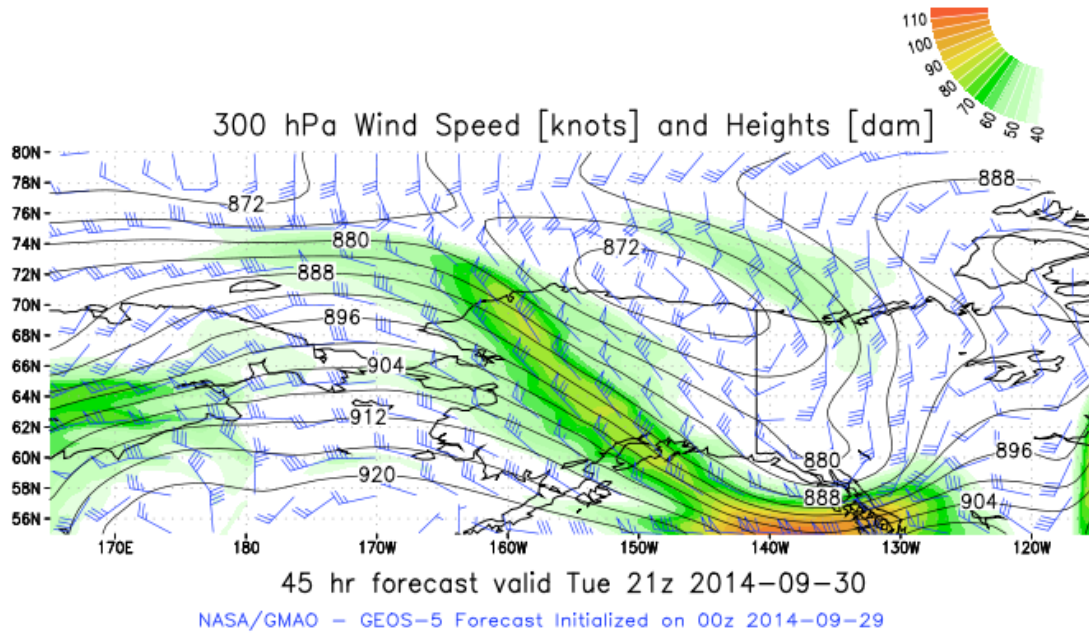 110
100
90
80
70
60
50
40
300 hPa Wind Speed [knots] and Heights [dam]
80N
78N
888
872
76N
74N
880
872
72N
888
70N
896
68N
66N
904
64N
912
62N
880
896
60N
920
58N
888
904
56N
170E 180 170W 160W 150W 140W 130W 120W
45 hr forecast valid Tue 21z 2014-09-30
NASA/GMAO - GEOS-5 Forecast Initialized on 00z 2014-09-29